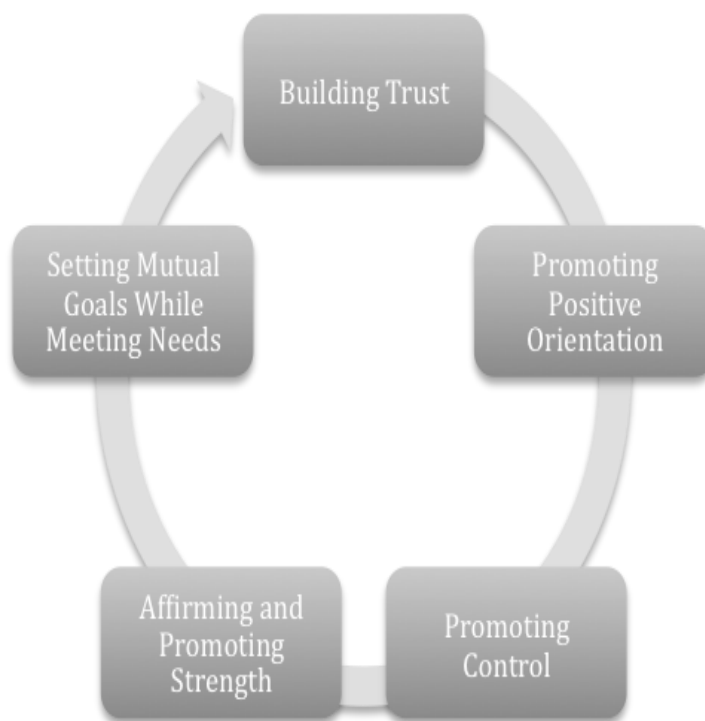 Building Trust
Promoting
Positive
Orientation
Promoting
Control
Affirming and
Promoting
Strength
Setting Mutual
Goals While
Meeting Needs